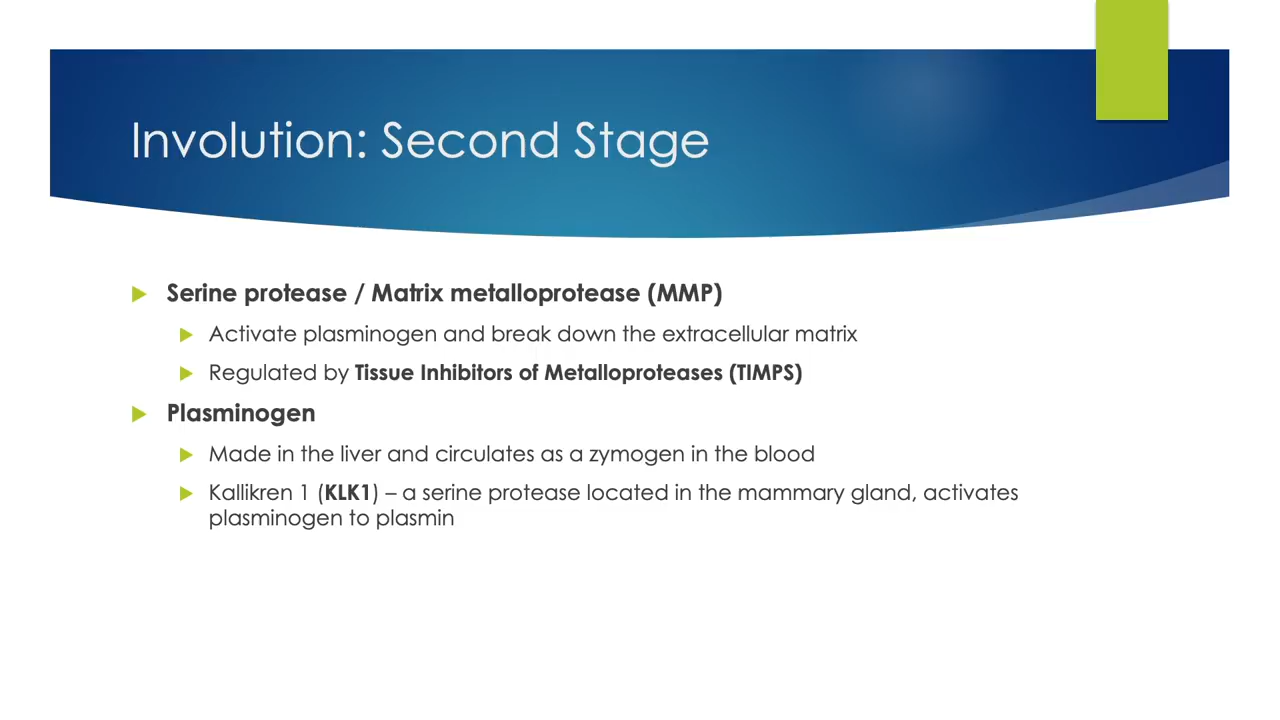 Involution: Second Stage
Serine protease / Matrix metalloprotease (MMP)
Activate plasminogen and break down the extracellular matrix
Regulated by Tissue Inhibitors of Metalloproteases (TIMPS)
Plasminogen
Made in the liver and circulates as a zymogen in the blood
Kallikren 1 (KLK1) – a serine protease located in the mammary gland, activates
plasminogen to plasmin